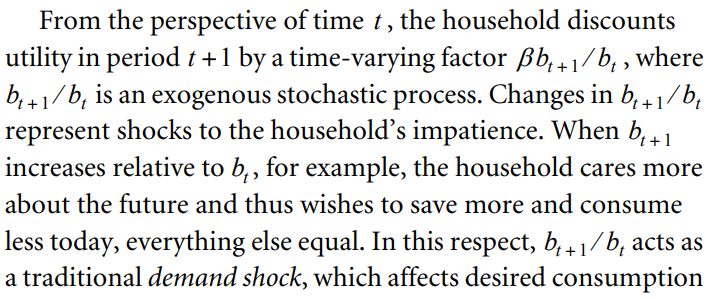 From the perspective of time t, the household discounts
utility in period t + 1 by a time-varying factor βb_{t+1}/b_t, where
b_{t+1}/b_t is an exogenous stochastic process. Changes in b_{t+1}/b_t
represent shocks to the household’s impatience. When b_{t+1}
increases relative to b_t, for example, the household cares more
about the future and thus wishes to save more and consume
less today, everything else equal. In this respect, b_{t+1}/b_t acts as
a traditional demand shock, which affects desired consumption